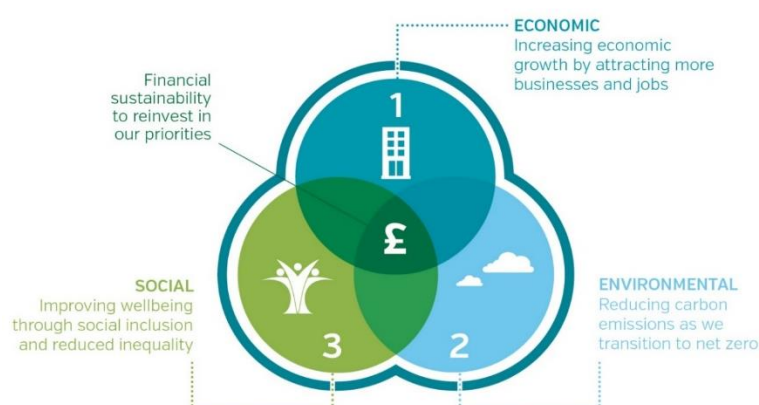 ECONOMIC
Increasing economic
growth by attracting more
businesses and jobs
Financial
sustainability
to reinvest in
our priorities
1
£
SOCIAL
Improving wellbeing
through social inclusion
and reduced inequality
3
2
ENVIRONMENTAL
Reducing carbon
emissions as we
transition to net zero